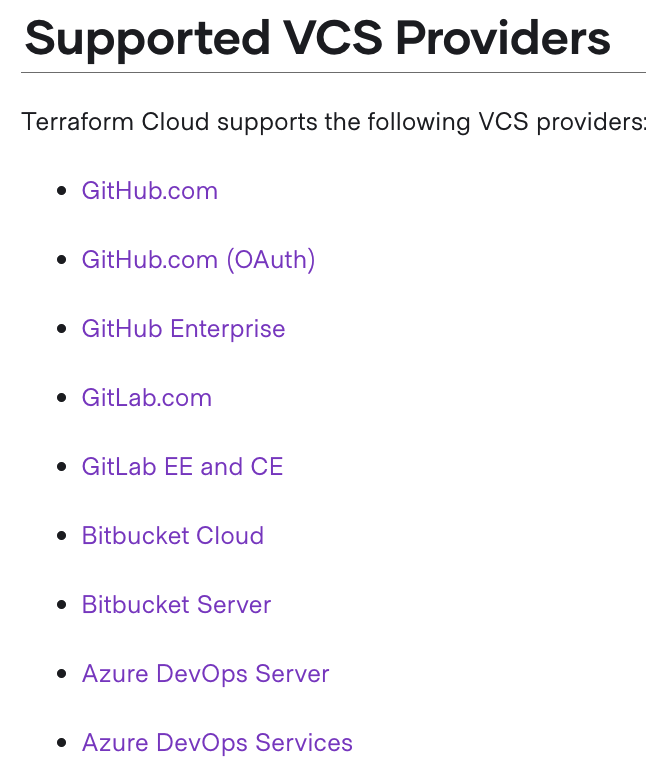 Supported VCS Providers
Terraform Cloud supports the following VCS providers:
• GitHub.com
• GitHub.com (OAuth)
• GitHub Enterprise
• GitLab.com
• GitLab EE and CE
• Bitbucket Cloud
• Bitbucket Server
• Azure DevOps Server
• Azure DevOps Services